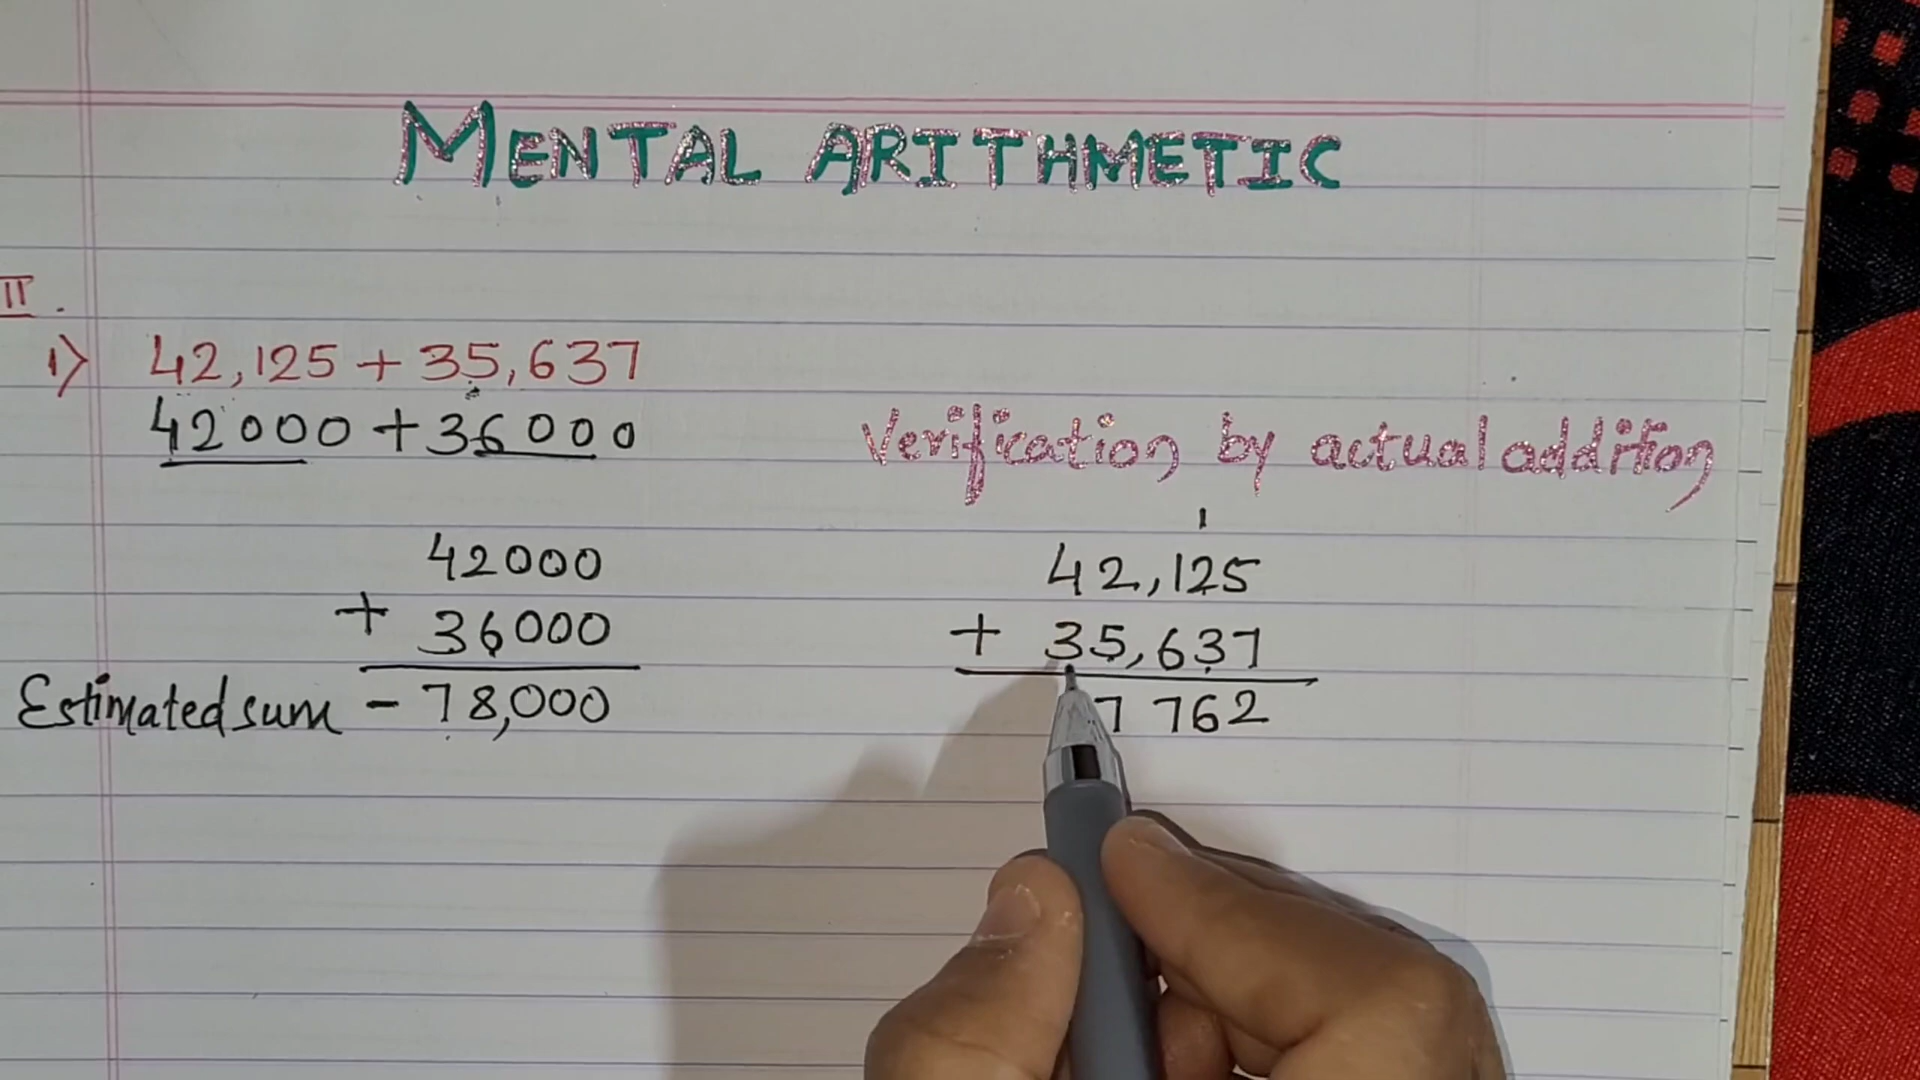 MENTAL ARITHMETIC
II.
1) 42,125 + 35,637
42000 + 36000
Verification by actual addition
42000
+ 36000
Estimated sum - 78,000
1
42,125
+ 35,637
7 762